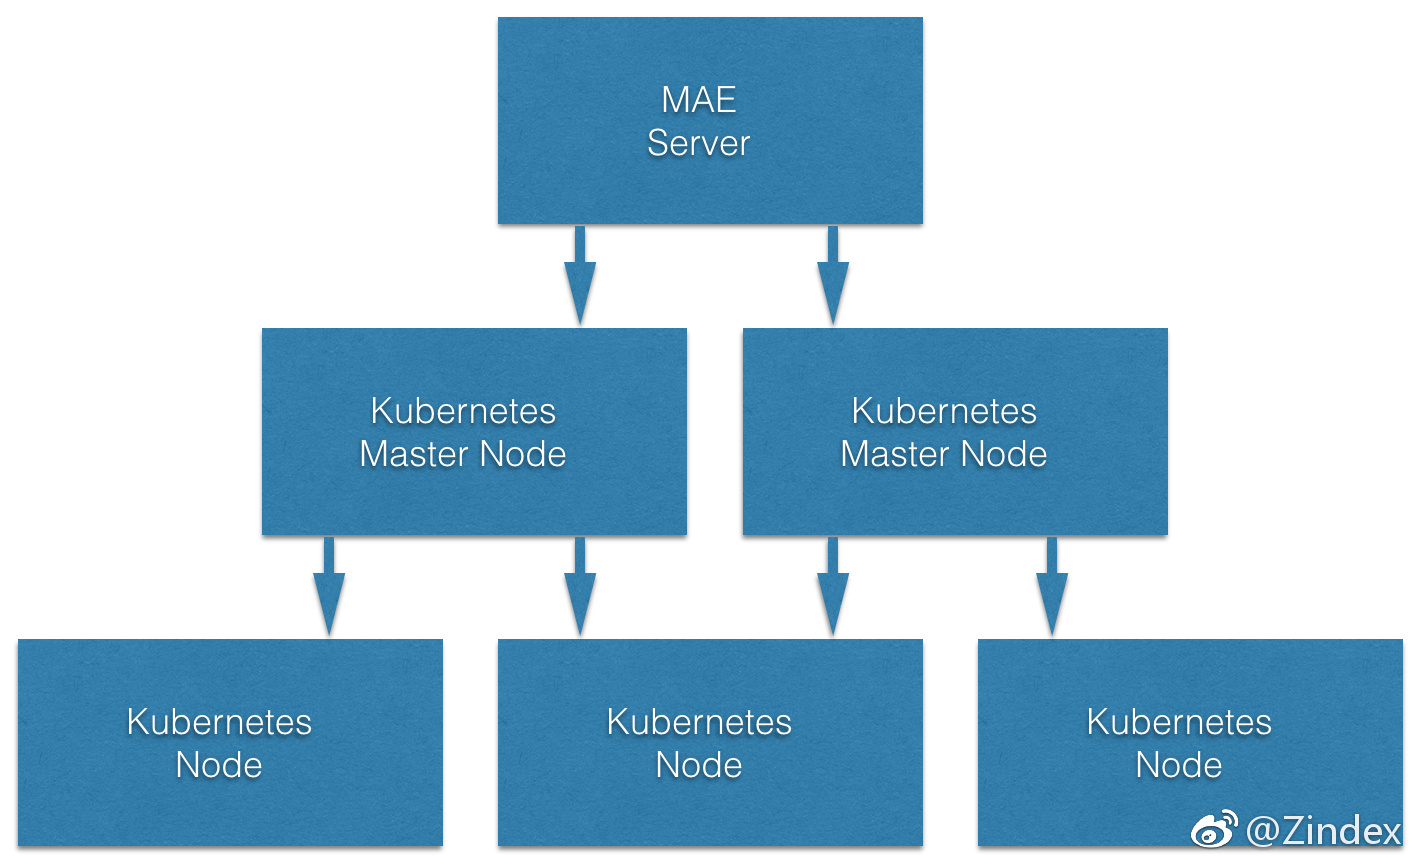 MAE
Server
Kubernetes
Master Node
Kubernetes
Master Node
Kubernetes
Node
Kubernetes
Node
Kubernetes
Node
@Zindex